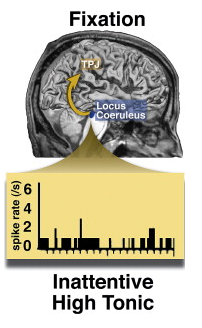 Fixation
TPJ
Locus
Coeruleus
spike rate (/s)
6
4
2
0
Inattentive
High Tonic